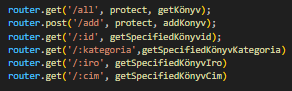 router.get('/all', protect, getKönyv);
router.post('/add', protect, addKonyv);
router.get('/:id', getSpecifiedKönyvid);
router.get('/:kategoria',getSpecifiedKönyvKategoria)
router.get('/:iro', getSpecifiedKönyvIro)
router.get('/:cim', getSpecifiedKönyvCim)